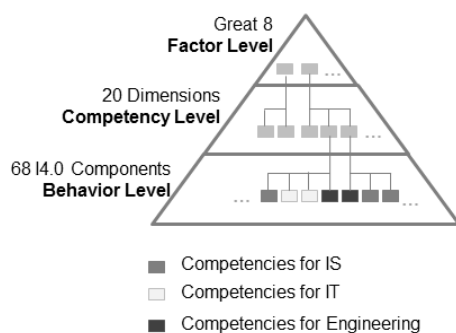 Great 8
Factor Level
...
20 Dimensions
Competency Level
...
68 I4.0 Components
Behavior Level
... ...
Competencies for IS
Competencies for IT
Competencies for Engineering